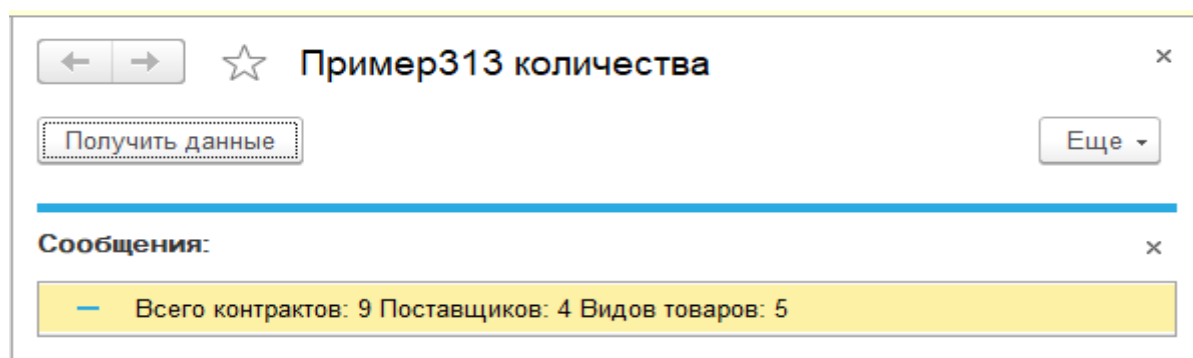 Пример313 количества
Получить данные
Еще
Сообщения:
Всего контрактов: 9 Поставщиков: 4 Видов товаров: 5